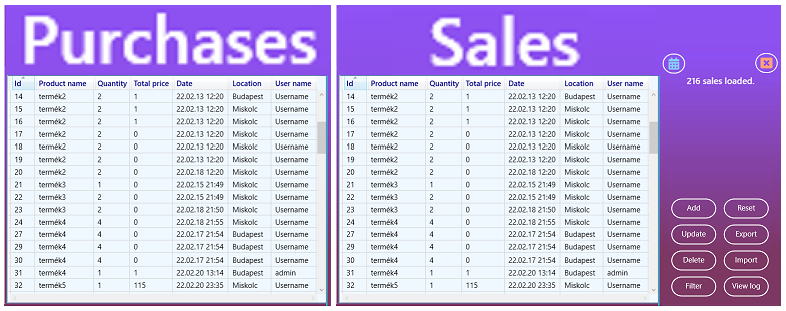 Purchases
Id Product name Quantity Total price Date Location User name
14 termék2 2 1 22.02.13 12:20 Budapest Username
15 termék2 2 1 22.02.13 12:20 Miskolc Username
16 termék2 2 1 22.02.13 12:20 Miskolc Username
17 termék2 2 0 22.02.13 12:20 Miskolc Username
18 termék2 2 0 22.02.13 12:20 Miskolc Username
19 termék2 2 0 22.02.13 12:20 Miskolc Username
20 termék2 2 0 22.02.18 12:20 Miskolc Username
21 termék3 1 0 22.02.15 21:49 Miskolc Username
22 termék3 2 0 22.02.15 21:49 Miskolc Username
23 termék3 2 0 22.02.18 21:50 Miskolc Username
24 termék4 4 0 22.02.18 21:55 Miskolc Username
27 termék4 4 0 22.02.17 21:54 Budapest Username
29 termék4 4 0 22.02.17 21:54 Budapest Username
30 termék4 4 0 22.02.17 21:54 Budapest Username
31 termék4 1 1 22.02.20 13:14 Budapest admin
32 termék5 1 115 22.02.20 23:35 Miskolc Username
Sales
Id Product name Quantity Total price Date Location User name
14 termék2 2 1 22.02.13 12:20 Budapest Username
15 termék2 2 1 22.02.13 12:20 Miskolc Username
16 termék2 2 1 22.02.13 12:20 Miskolc Username
17 termék2 2 0 22.02.13 12:20 Miskolc Username
18 termék2 2 0 22.02.13 12:20 Miskolc Username
19 termék2 2 0 22.02.13 12:20 Miskolc Username
20 termék2 2 0 22.02.18 12:20 Miskolc Username
21 termék3 1 0 22.02.15 21:49 Miskolc Username
22 termék3 2 0 22.02.15 21:49 Miskolc Username
23 termék3 2 0 22.02.18 21:50 Miskolc Username
24 termék4 4 0 22.02.18 21:55 Miskolc Username
27 termék4 4 0 22.02.17 21:54 Budapest Username
29 termék4 4 0 22.02.17 21:54 Budapest Username
30 termék4 4 0 22.02.17 21:54 Budapest Username
31 termék4 1 1 22.02.20 13:14 Budapest admin
32 termék5 1 115 22.02.20 23:35 Miskolc Username
216 sales loaded.
Add Reset
Update Export
Delete Import
Filter View log